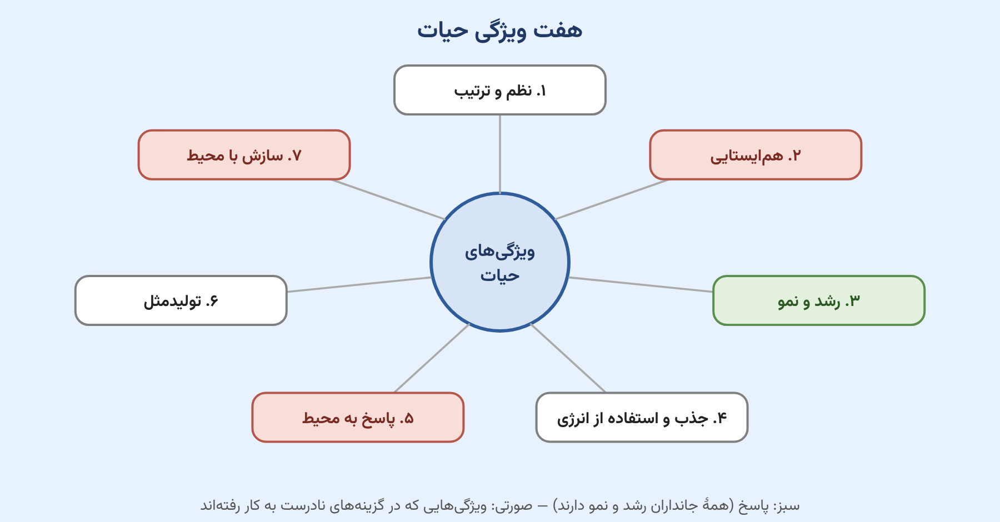 هفت ویژگی حیات
۱. نظم و ترتیب
۲. هم‌ایستایی
۷. سازش با محیط
ویژگی‌های
حیات
۳. رشد و نمو
۶. تولیدمثل
۴. جذب و استفاده از انرژی
۵. پاسخ به محیط
سبز: پاسخ (همهٔ جانداران رشد و نمو دارند) — صورتی: ویژگی‌هایی که در گزینه‌های نادرست به کار رفته‌اند